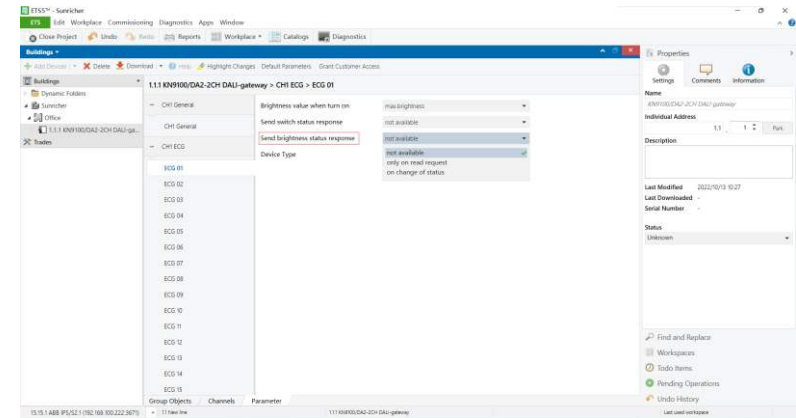 ETS5™ - Sunricher
ETS Edit Workplace Commissioning Diagnostics Apps Window
Close Project Undo Redo Reports Workplace Catalogs Diagnostics
Buildings
Add Devices Delete Download Help Highlight Changes Default Parameters Grant Customer Access
Buildings
Dynamic Folders
Sunricher
Office
1.1.1 KN9100/DA2-2CH DALI-ga...
Trades
1.1.1 KN9100/DA2-2CH DALI-gateway > CH1 ECG > ECG 01
CH1 General
CH1 General
CH1 ECG
ECG 01
ECG 02
ECG 03
ECG 04
ECG 05
ECG 06
ECG 07
ECG 08
ECG 09
ECG 10
ECG 11
ECG 12
ECG 13
ECG 14
ECG 15
Brightness value when turn on max.brightness
Send switch status response not available
Send brightness status response not available
Device Type
not available
only on read request
on change of status
Group Objects Channels Parameter
Properties
Settings Comments Information
Name
KN9100/DA2-2CH DALI-gateway
Individual Address
1.1 . 1 Park
Description
Last Modified 2022/10/13 10:27
Last Downloaded -
Serial Number -
Status
Unknown
Find and Replace
Workspaces
Todo Items
Pending Operations
Undo History
1.1 New line
1.1.1 KN9100/DA2-2CH DALI-gateway
Last used workspace